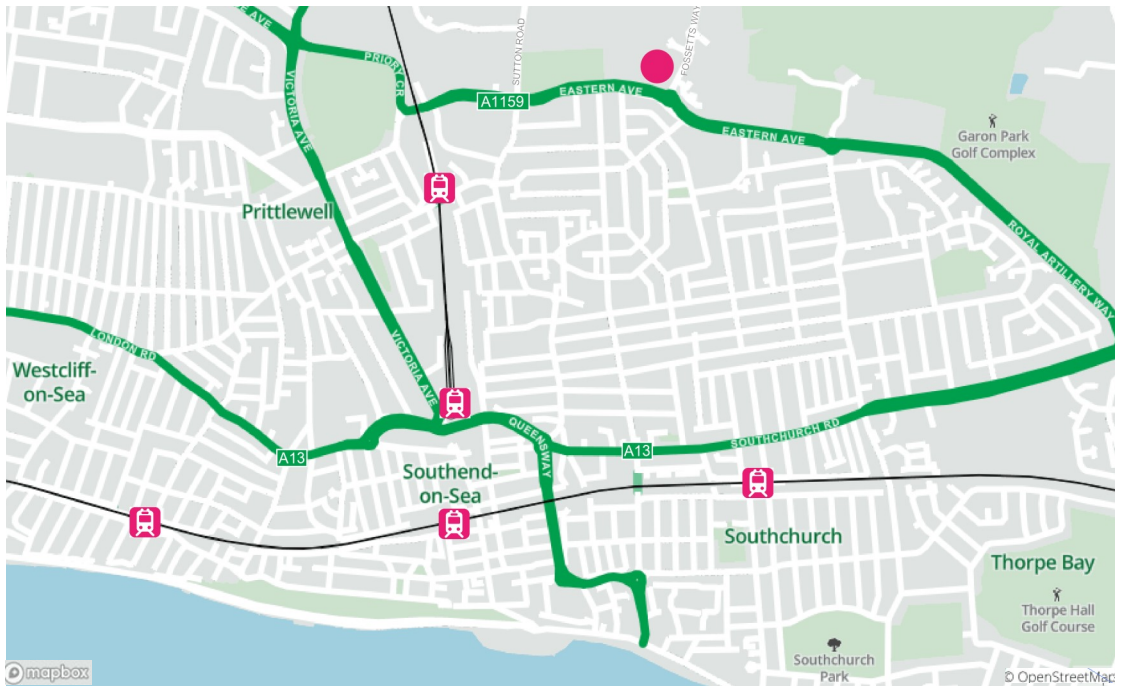 E AVE
PRIORY CR
SUTTON ROAD
FOSSETTS WAY
A1159
EASTERN AVE
EASTERN AVE
VICTORIA AVE
Garon Park
Golf Complex
Prittlewell
ROYAL ARTILLERY WAY
LONDON RD
VICTORIA AVE
Westcliff-
on-Sea
QUEENSWAY
SOUTHCHURCH RD
A13
A13
Southend-
on-Sea
Southchurch
Thorpe Bay
Thorpe Hall
Golf Course
Southchurch
Park
mapbox
© OpenStreetMap